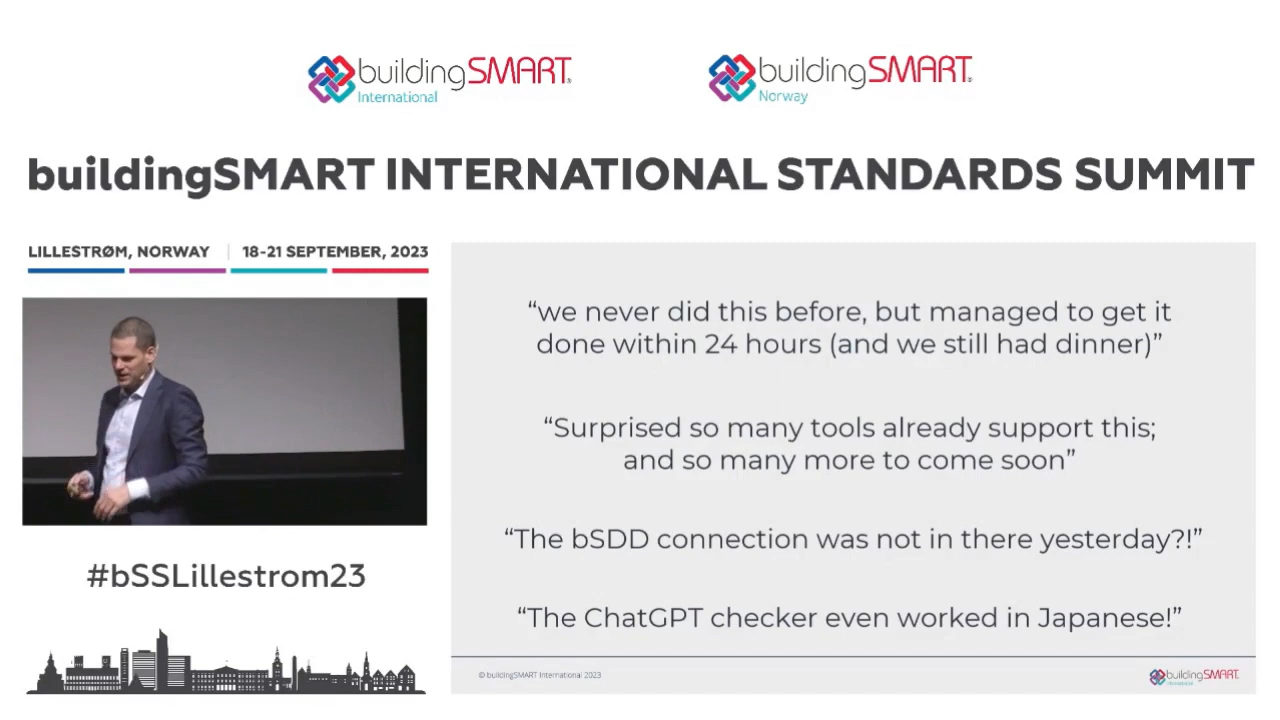 buildingSMART
International
buildingSMART
Norway
buildingSMART INTERNATIONAL STANDARDS SUMMIT
LILLESTRØM, NORWAY | 18-21 SEPTEMBER, 2023
“we never did this before, but managed to get it
done within 24 hours (and we still had dinner)”
“Surprised so many tools already support this;
and so many more to come soon”
“The bSDD connection was not in there yesterday?!”
“The ChatGPT checker even worked in Japanese!”
#bSSLillestrom23
© buildingSMART International 2023
buildingSMART
International